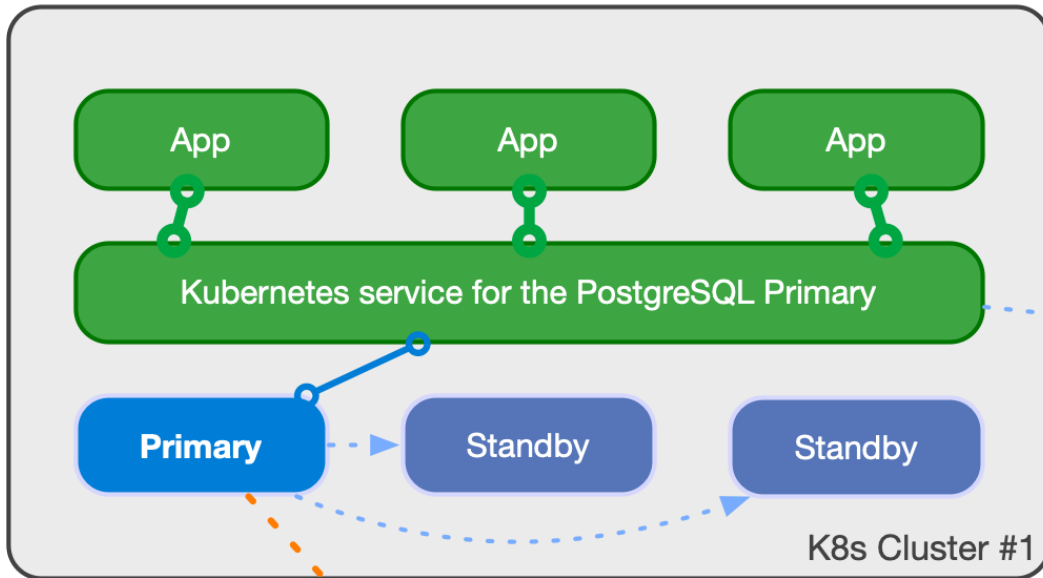 App
App
App
Kubernetes service for the PostgreSQL Primary
Primary
Standby
Standby
K8s Cluster #1